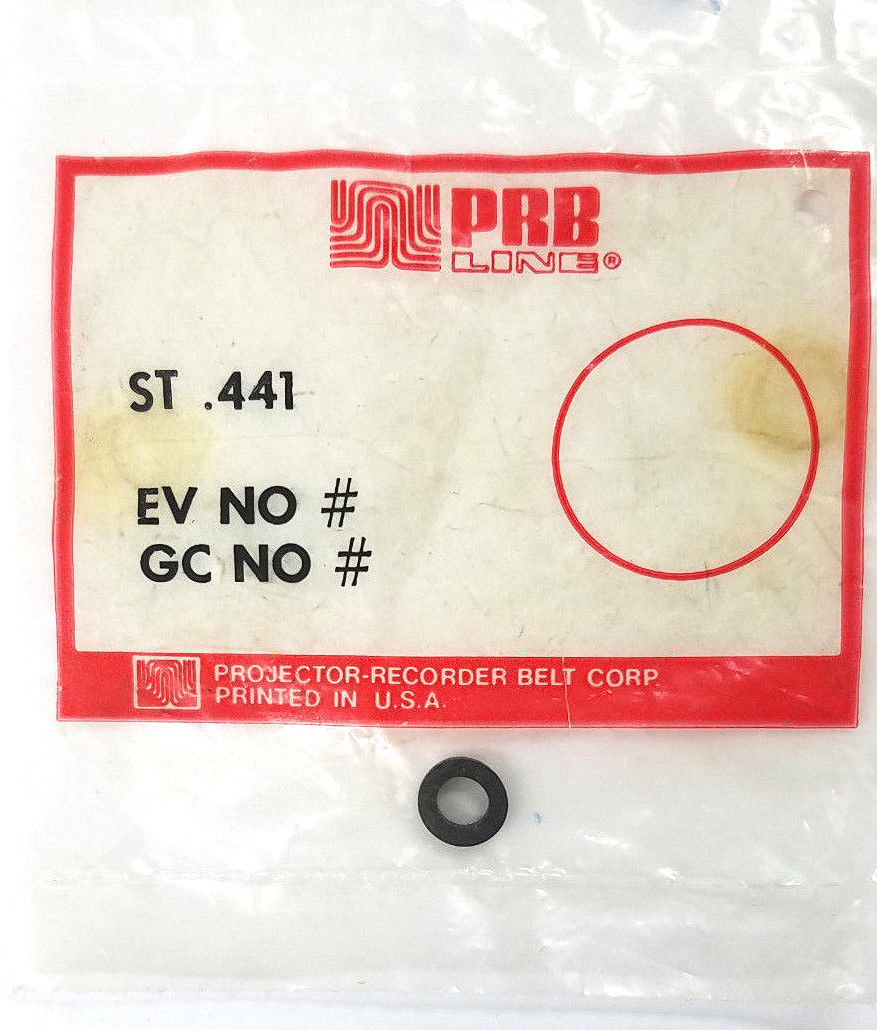 PRB
LINE®
ST .441
EV NO #
GC NO #
PROJECTOR-RECORDER BELT CORP.
PRINTED IN U.S.A.